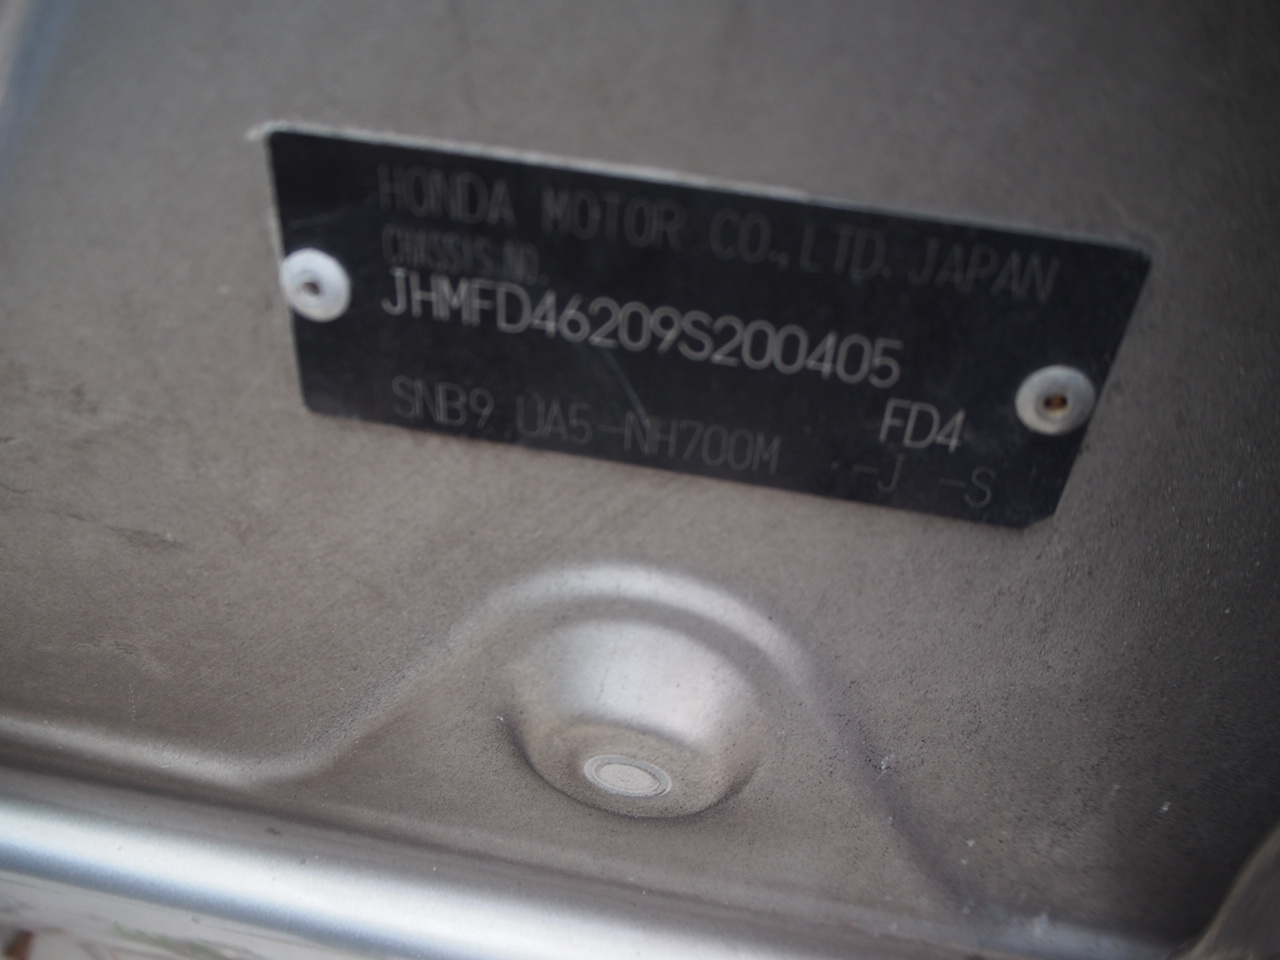 HONDA MOTOR CO.,LTD. JAPAN
CHASSIS NO.
JHMFD46209S200405
FD4
SNB9 UA5-NH700M -J -S